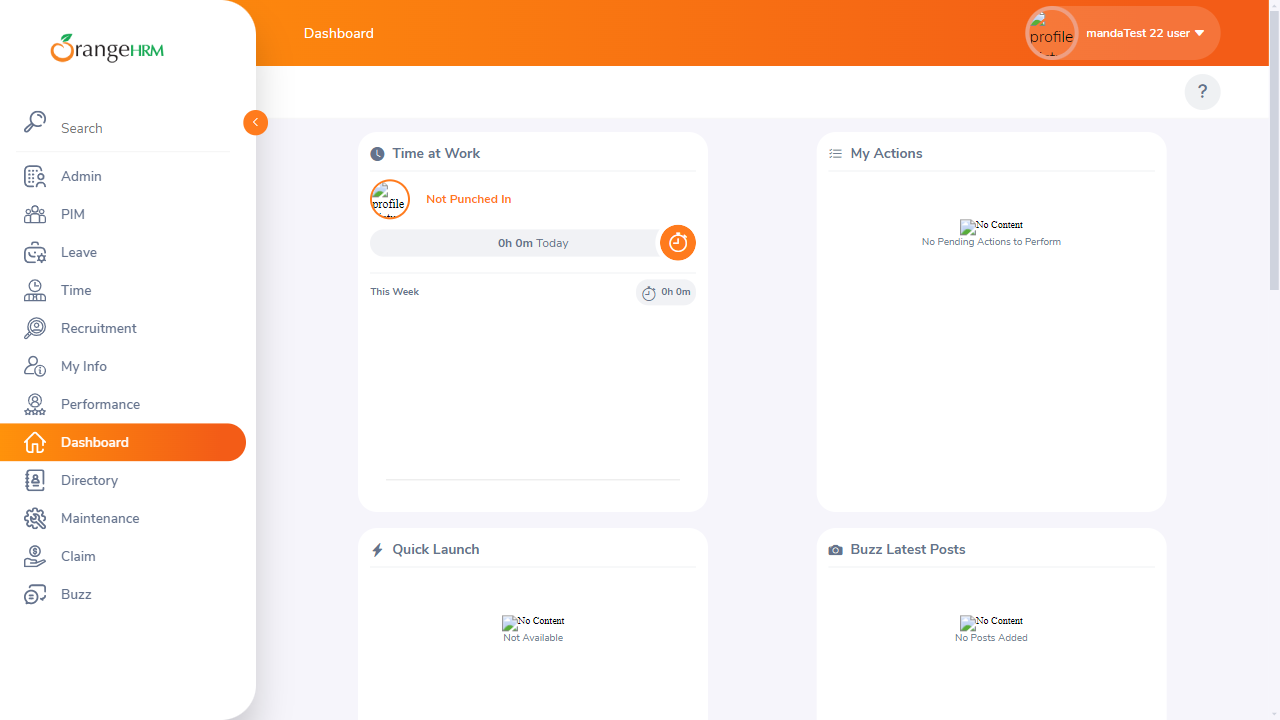 OrangeHRM
Dashboard
profile
mandaTest 22 user
?
Search
Admin
PIM
Leave
Time
Recruitment
My Info
Performance
Dashboard
Directory
Maintenance
Claim
Buzz
Time at Work
profile
Not Punched In
0h 0m Today
This Week
0h 0m
My Actions
No Content
No Pending Actions to Perform
Quick Launch
No Content
Not Available
Buzz Latest Posts
No Content
No Posts Added